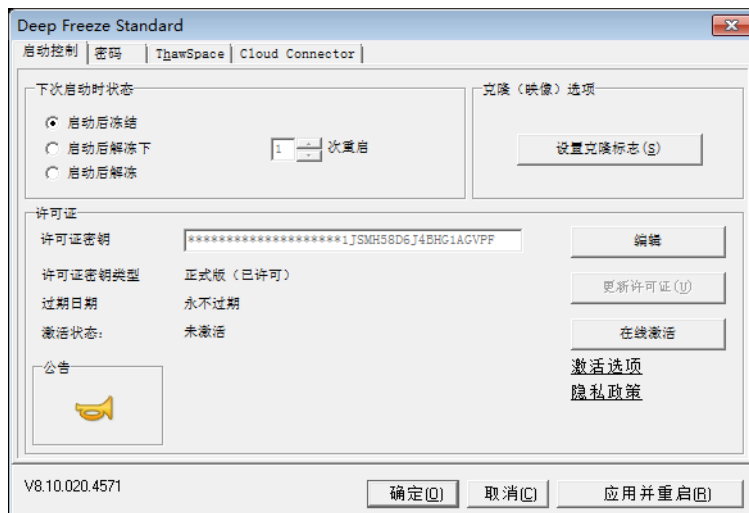 Deep Freeze Standard
启动控制 密码 ThawSpace Cloud Connector
下次启动时状态
启动后冻结
启动后解冻下 1 次重启
启动后解冻
克隆（映像）选项
设置克隆标志(S)
许可证
许可证密钥 ********************1JSMH58D6J4BHG1AGVPF 编辑
许可证密钥类型 正式版（已许可） 更新许可证(U)
过期日期 永不过期
激活状态: 未激活 在线激活
公告
激活选项
隐私政策
V8.10.020.4571 确定(O) 取消(C) 应用并重启(R)